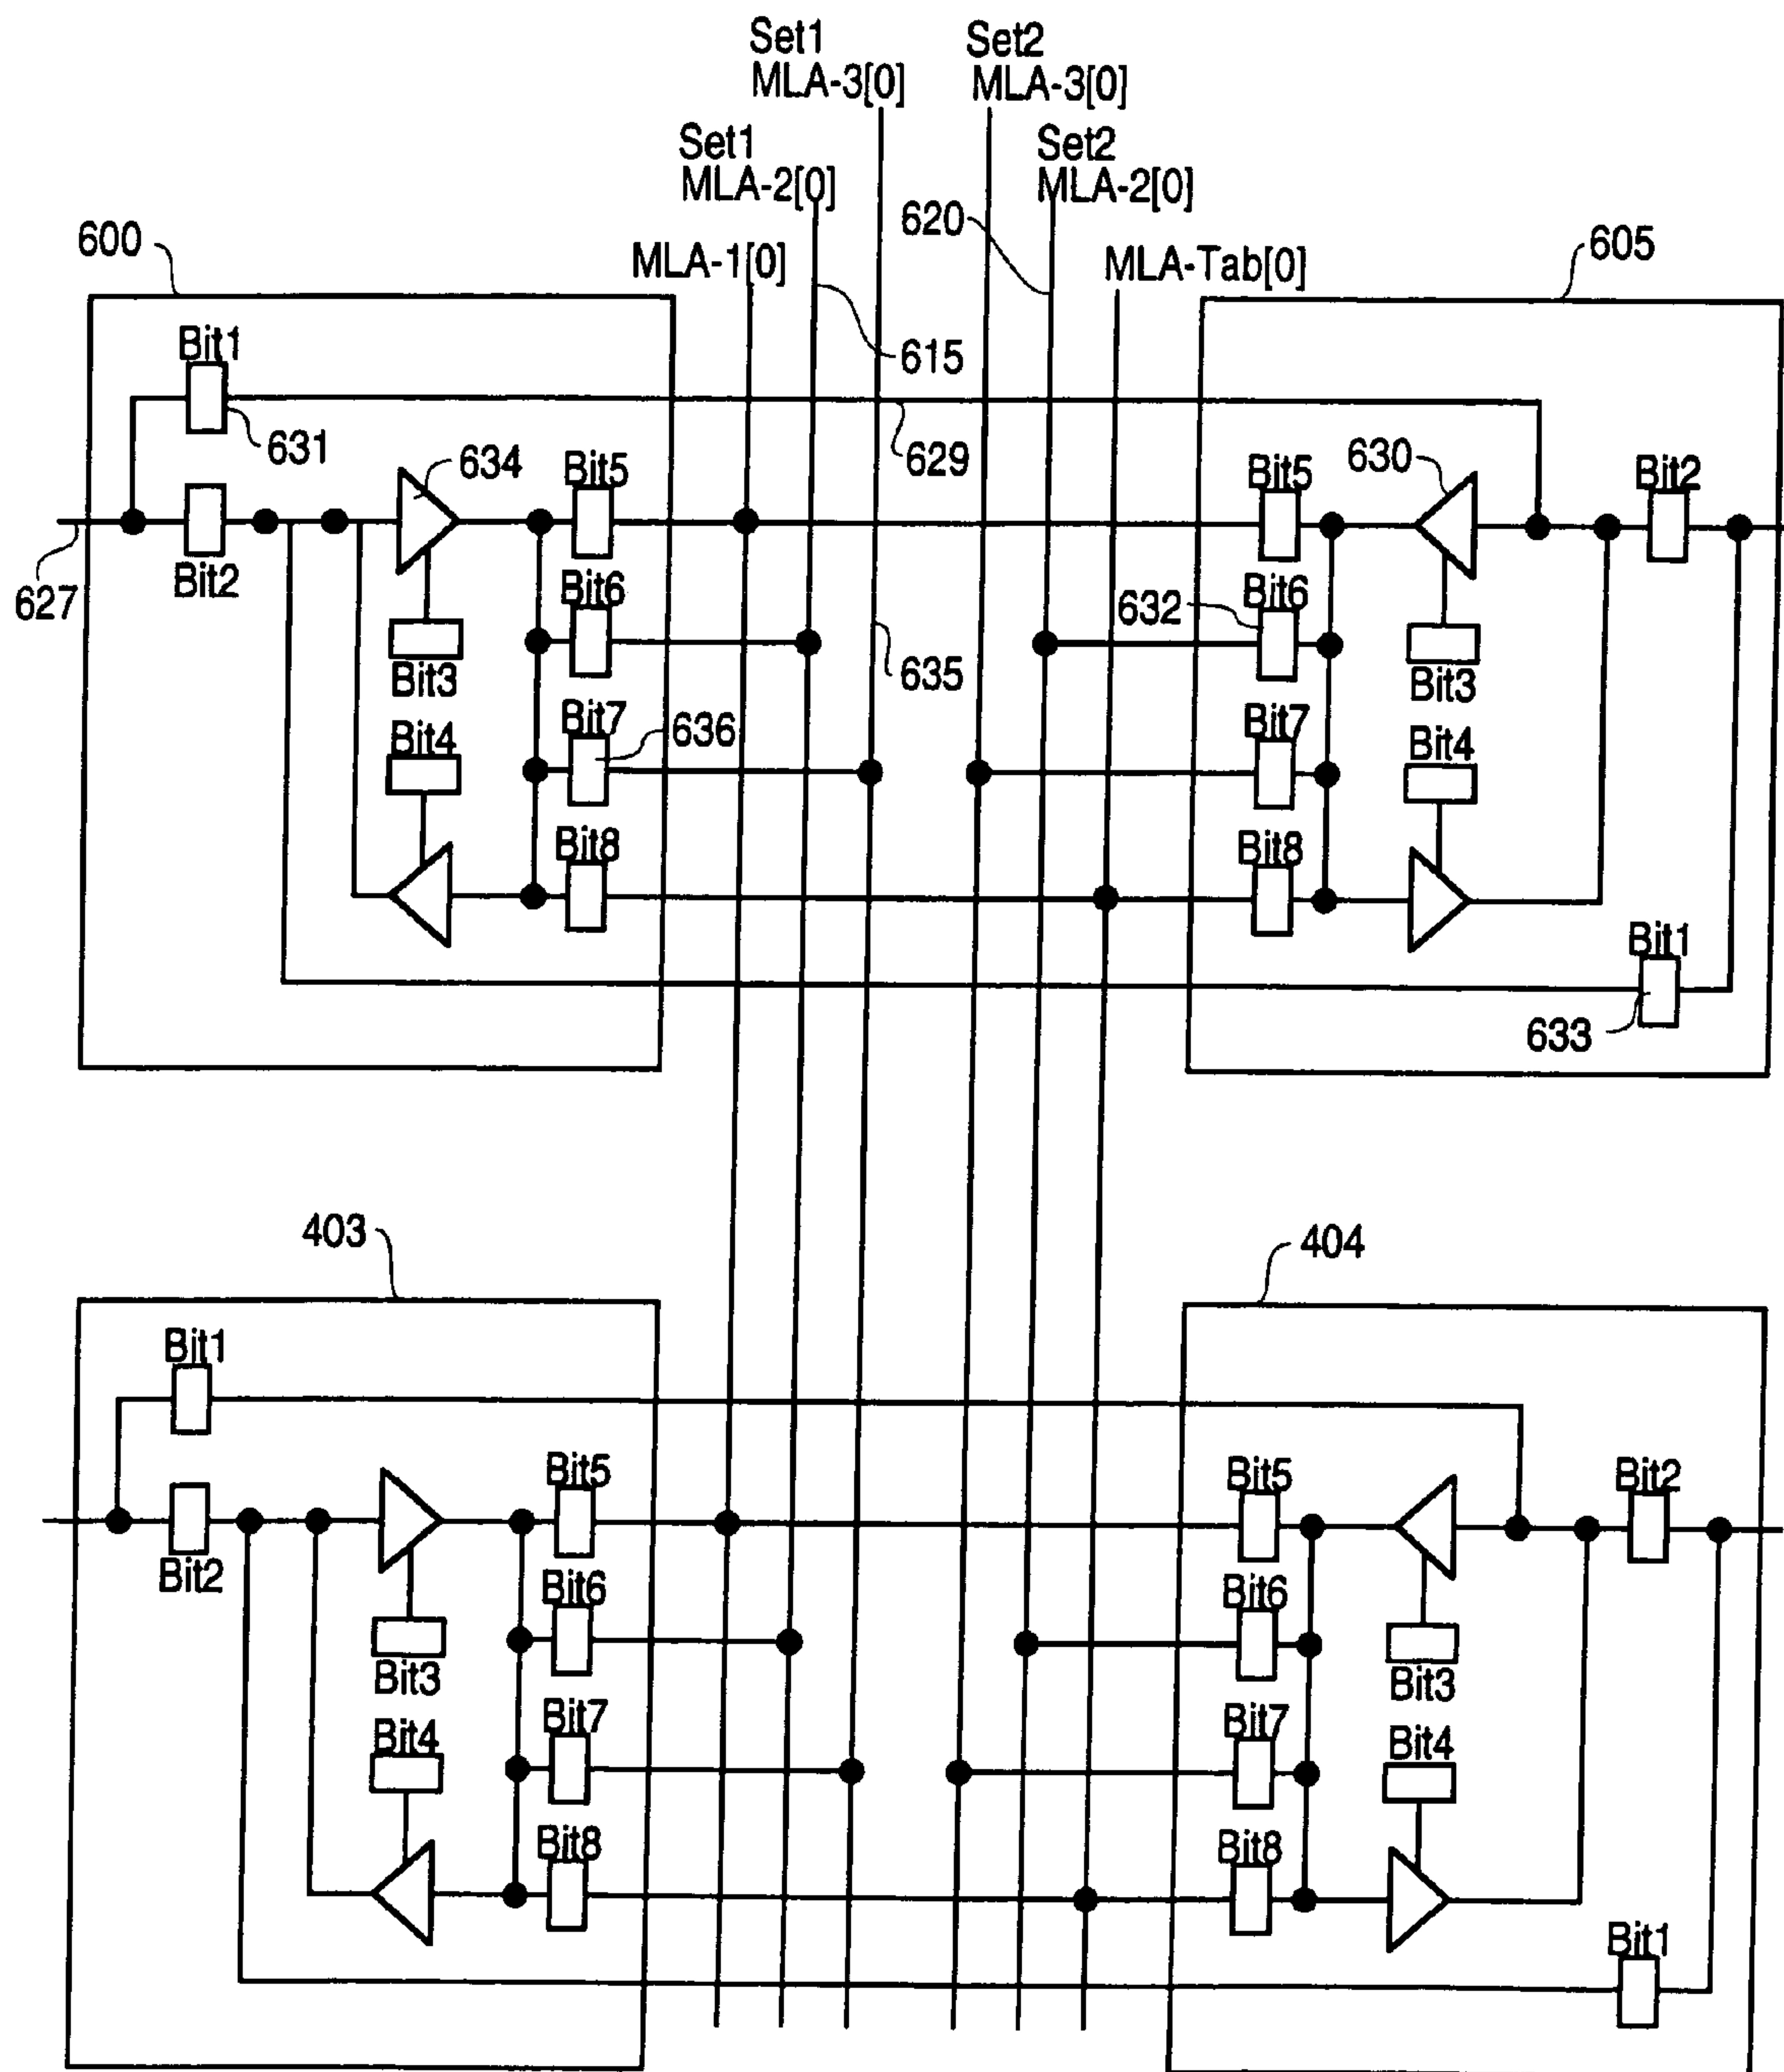 Set1
MLA-3[0]
Set2
MLA-3[0]
Set1
MLA-2[0]
Set2
MLA-2[0]
620
600
MLA-1[0]
MLA-Tab[0]
605
Bit1
615
631
634
Bit5
629
Bit5
630
Bit2
627
Bit2
Bit6
632
Bit6
Bit3
635
Bit3
Bit4
Bit7
636
Bit7
Bit4
Bit8
Bit8
Bit1
633
403
404
Bit1
Bit5
Bit5
Bit2
Bit2
Bit6
Bit6
Bit3
Bit3
Bit4
Bit7
Bit7
Bit4
Bit8
Bit8
Bit1